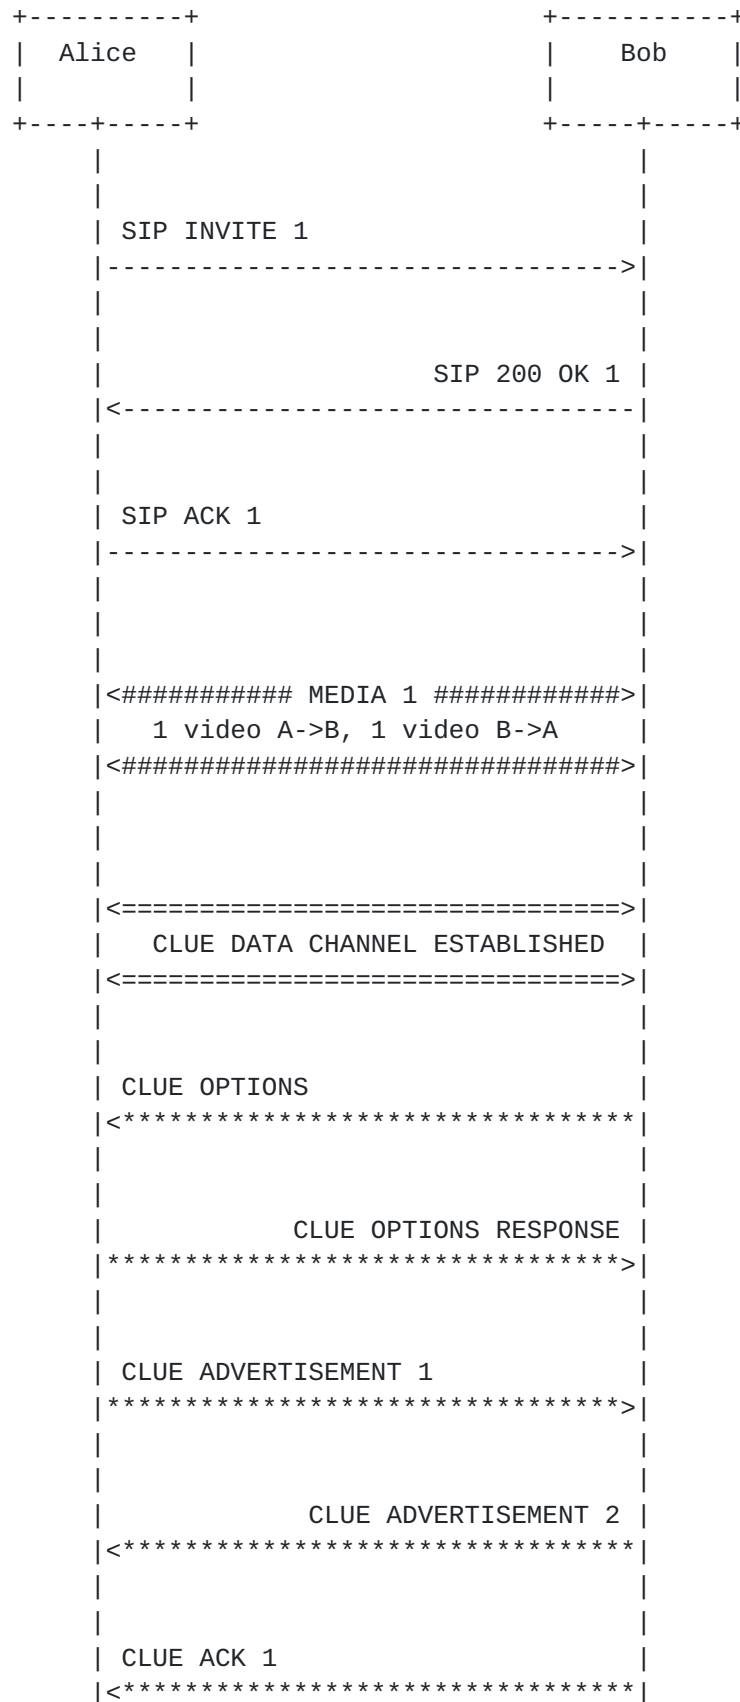 +----------+                      +-----------+
|  Alice   |                      |    Bob    |
|          |                      |           |
+----+-----+                      +-----+-----+
     |                                  |
     |                                  |
     | SIP INVITE 1                     |
     |--------------------------------->|
     |                                  |
     |                                  |
     |                     SIP 200 OK 1 |
     |<---------------------------------|
     |                                  |
     |                                  |
     | SIP ACK 1                        |
     |--------------------------------->|
     |                                  |
     |                                  |
     |                                  |
     |<########### MEDIA 1 ############>|
     |   1 video A->B, 1 video B->A     |
     |<################################>|
     |                                  |
     |                                  |
     |                                  |
     |<================================>|
     |   CLUE DATA CHANNEL ESTABLISHED  |
     |<================================>|
     |                                  |
     |                                  |
     | CLUE OPTIONS                     |
     |<*********************************|
     |                                  |
     |                                  |
     |            CLUE OPTIONS RESPONSE |
     |*********************************>|
     |                                  |
     |                                  |
     | CLUE ADVERTISEMENT 1             |
     |*********************************>|
     |                                  |
     |                                  |
     |             CLUE ADVERTISEMENT 2 |
     |<*********************************|
     |                                  |
     |                                  |
     | CLUE ACK 1                       |
     |<*********************************|